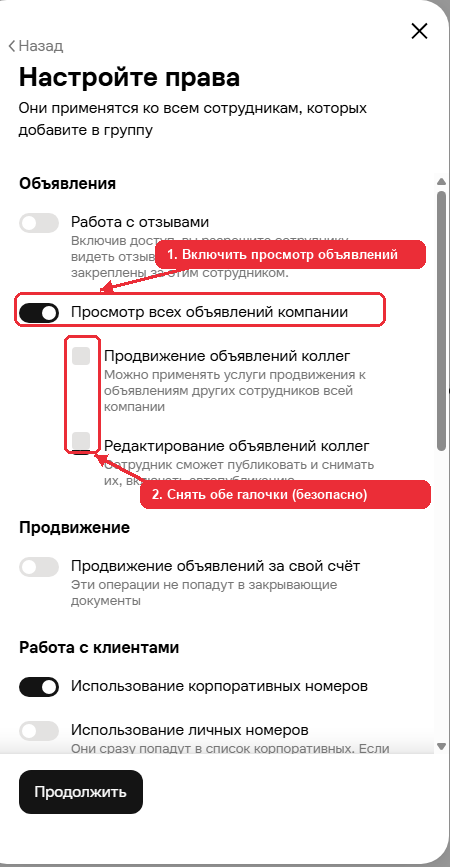 Назад
Настройте права
Они применятся ко всем сотрудникам, которых
добавите в группу
Объявления
Работа с отзывами
Включив
видеть
закреплены за этим сотрудником.
1. Включить просмотр объявлений
Просмотр всех объявлений компании
Продвижение объявлений коллег
Можно применять услуги продвижения к
объявлениям других сотрудников всей
компании
Редактирование объявлений коллег
Сотрудник сможет публиковать и снимать
их,
2. Снять обе галочки (безопасно)
Продвижение
Продвижение объявлений за свой счёт
Эти операции не попадут в закрывающие
документы
Работа с клиентами
Использование корпоративных номеров
Использование личных номеров
Они сразу попадут в список корпоративных. Если
Продолжить